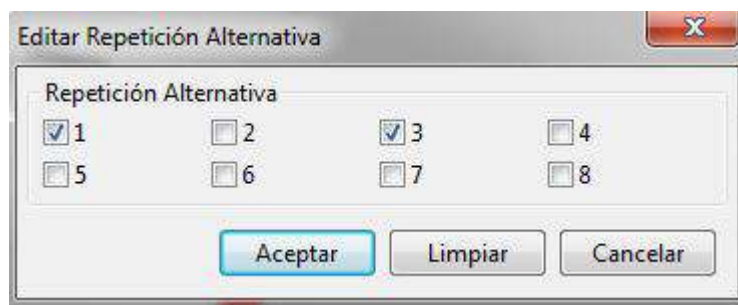 Editar Repetición Alternativa
Repetición Alternativa
1 2 3 4
5 6 7 8
Aceptar Limpiar Cancelar